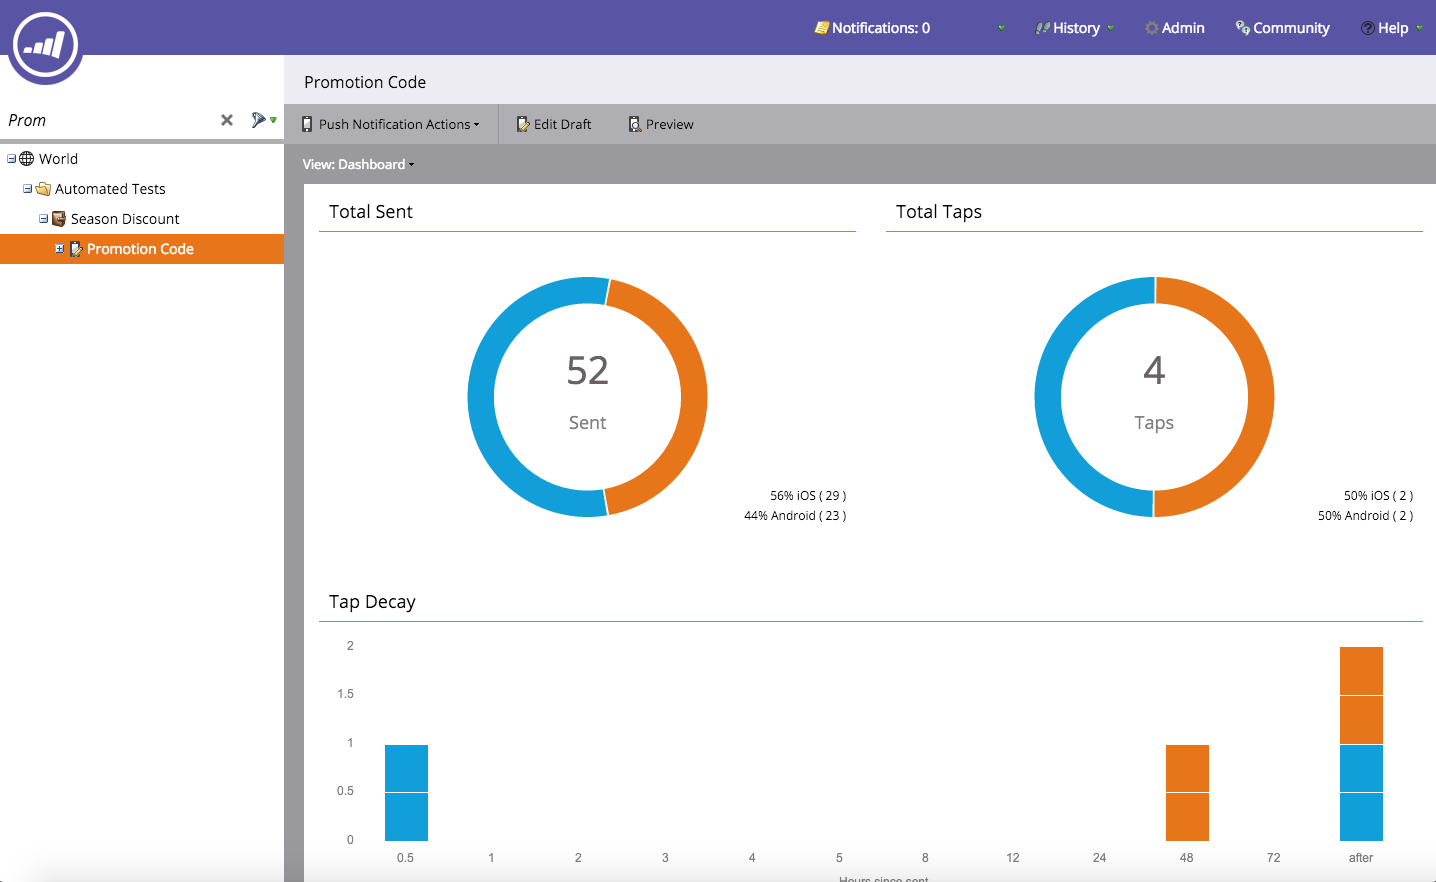 Notifications: 0
History
Admin
Community
Help
Promotion Code
Prom
Push Notification Actions
Edit Draft
Preview
View: Dashboard
World
Automated Tests
Season Discount
Promotion Code
Total Sent
52
Sent
56% iOS ( 29 )
44% Android ( 23 )
Total Taps
4
Taps
50% iOS ( 2 )
50% Android ( 2 )
Tap Decay
2
1.5
1
0.5
0
0.5 1 2 3 4 5 8 12 24 48 72 after
Hours since sent